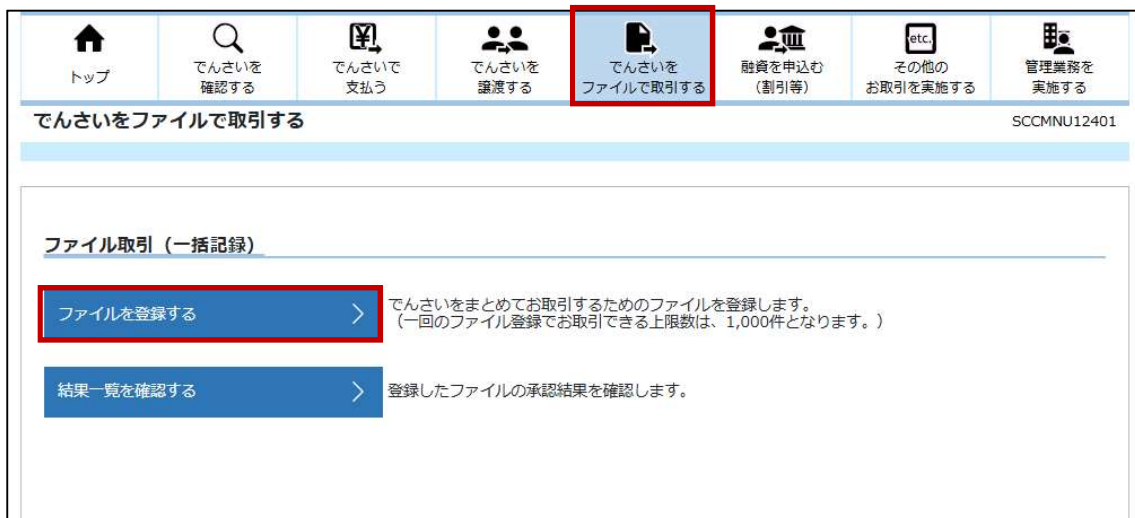 トップ
でんさいを
確認する
でんさいで
支払う
でんさいを
譲渡する
でんさいを
ファイルで取引する
融資を申込む
(割引等)
etc.
その他の
お取引を実施する
管理業務を
実施する
でんさいをファイルで取引する
SCCMNU12401
ファイル取引（一括記録）
ファイルを登録する
でんさいをまとめてお取引するためのファイルを登録します。
（一回のファイル登録でお取引できる上限数は、1,000件となります。）
結果一覧を確認する
登録したファイルの承認結果を確認します。